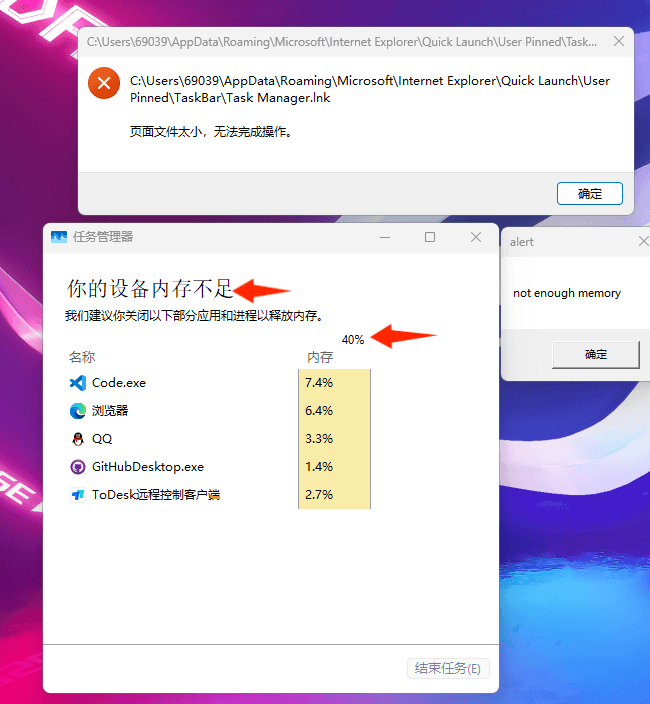 C:\Users\69039\AppData\Roaming\Microsoft\Internet Explorer\Quick Launch\User Pinned\Task...
C:\Users\69039\AppData\Roaming\Microsoft\Internet Explorer\Quick Launch\User
Pinned\TaskBar\Task Manager.lnk
页面文件太小，无法完成操作。
确定
任务管理器
你的设备内存不足
我们建议你关闭以下部分应用和进程以释放内存。
40%
名称 内存
Code.exe 7.4%
浏览器 6.4%
QQ 3.3%
GitHubDesktop.exe 1.4%
ToDesk远程控制客户端 2.7%
结束任务(E)
alert
not enough memory
确定